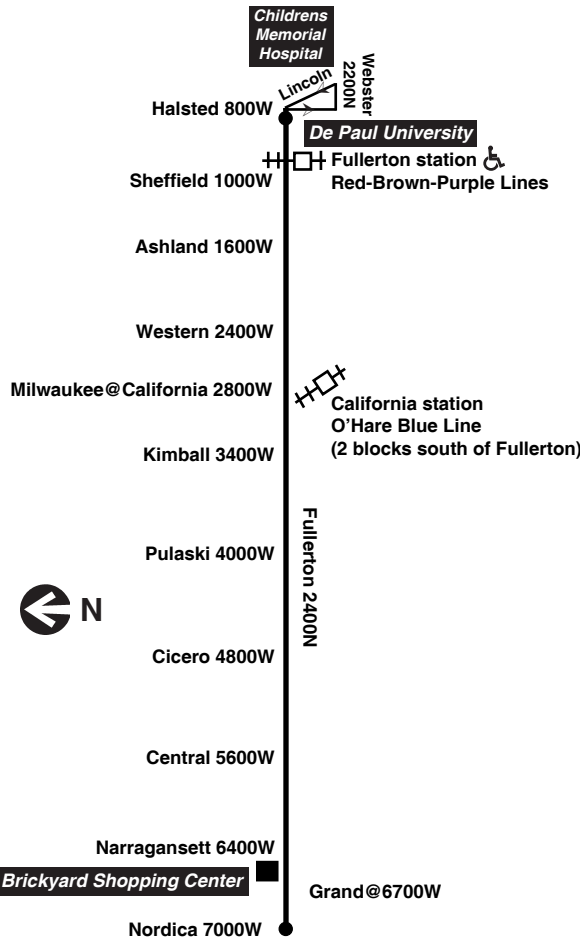 Childrens
Memorial
Hospital
Lincoln
Webster
2200N
Halsted 800W
De Paul University
Fullerton station
Red-Brown-Purple Lines
Sheffield 1000W
Ashland 1600W
Western 2400W
Milwaukee@California 2800W
California station
O'Hare Blue Line
(2 blocks south of Fullerton)
Kimball 3400W
Fullerton 2400N
Pulaski 4000W
N
Cicero 4800W
Central 5600W
Narragansett 6400W
Brickyard Shopping Center
Grand@6700W
Nordica 7000W